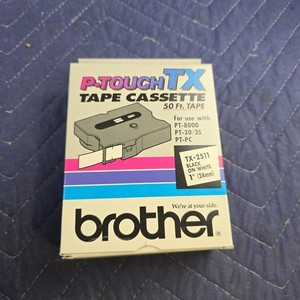 P-TOUCH TX
TAPE CASSETTE
50 Ft. TAPE
For use with
PT-8000
PT-30/35
PT-PC
TX-2511
BLACK
ON WHITE
1" (24mm)
We're at your side.
brother®